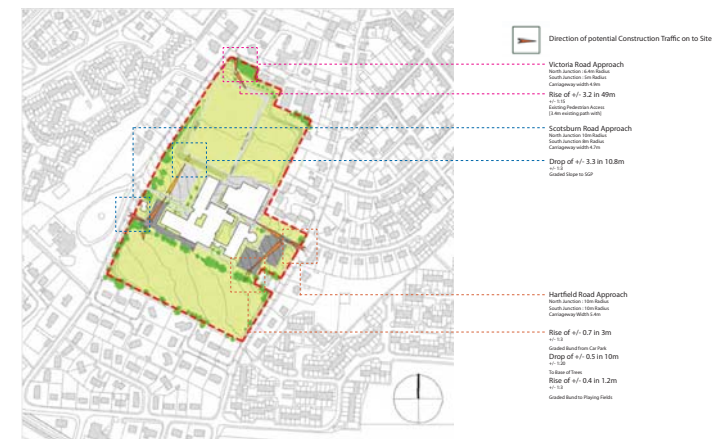 Direction of potential Construction Traffic on to Site
Victoria Road Approach
North Junction : 6.4m Radius
South Junction : 5m Radius
Carriageway width 4.9m
Rise of +/- 3.2 in 49m
+/- 1:15
Existing Pedestrian Access
(3.4m existing path with)
Scotsburn Road Approach
North Junction 10m Radius
South Junction 8m Radius
Carriageway width 4.7m
Drop of +/- 3.3 in 10.8m
+/- 1:3
Graded Slope to SGP
Hartfield Road Approach
North Junction : 10m Radius
South Junction : 10m Radius
Carriageway Width 5.4m
Rise of +/- 0.7 in 3m
+/- 1:5
Graded Bund from Car Park
Drop of +/- 0.5 in 10m
+/- 1:20
To Base of Trees
Rise of +/- 0.4 in 1.2m
+/- 1:3
Graded Bund to Playing Fields